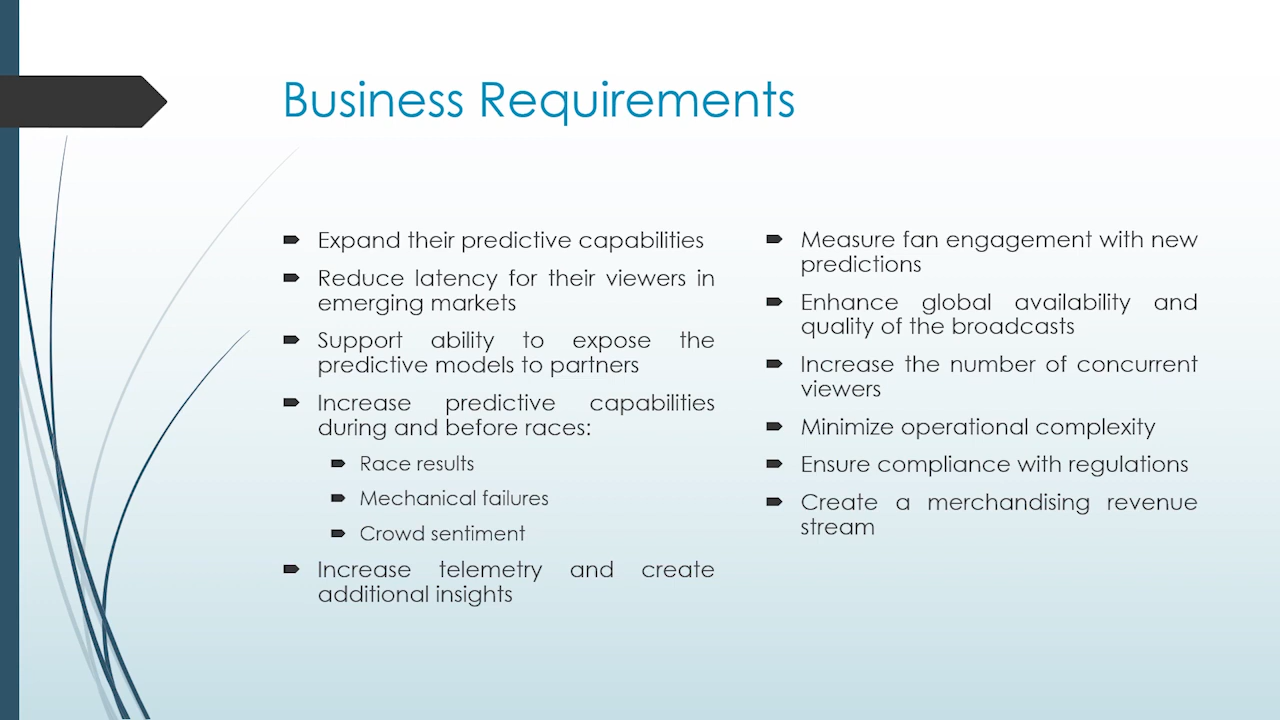 Business Requirements
Expand their predictive capabilities
Reduce latency for their viewers in
emerging markets
Support ability to expose the
predictive models to partners
Increase predictive capabilities
during and before races:
Race results
Mechanical failures
Crowd sentiment
Increase telemetry and create
additional insights
Measure fan engagement with new
predictions
Enhance global availability and
quality of the broadcasts
Increase the number of concurrent
viewers
Minimize operational complexity
Ensure compliance with regulations
Create a merchandising revenue
stream